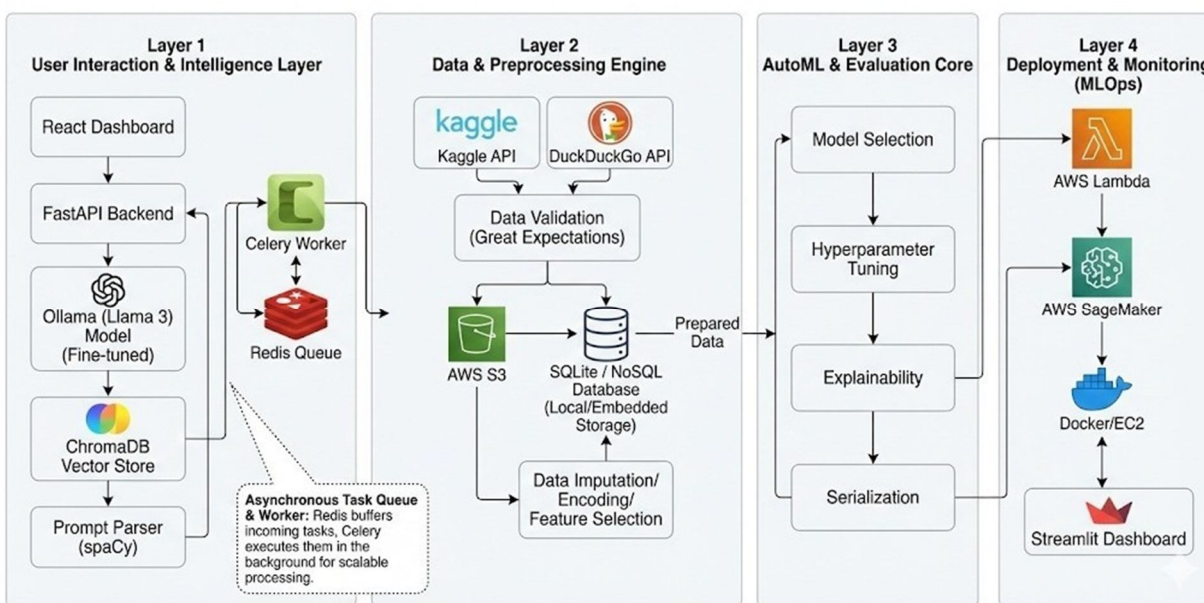 Layer 1
User Interaction & Intelligence Layer
React Dashboard
FastAPI Backend
Ollama (Llama 3)
Model
(Fine-tuned)
ChromaDB
Vector Store
Prompt Parser
(spaCy)
Celery Worker
Redis Queue
Asynchronous Task Queue
& Worker: Redis buffers
incoming tasks, Celery
executes them in the
background for scalable
processing.
Layer 2
Data & Preprocessing Engine
kaggle
Kaggle API
DuckDuckGo API
Data Validation
(Great Expectations)
AWS S3
SQLite / NoSQL
Database
(Local/Embedded
Storage)
Data Imputation/
Encoding/
Feature Selection
Prepared
Data
Layer 3
AutoML & Evaluation Core
Model Selection
Hyperparameter
Tuning
Explainability
Serialization
Layer 4
Deployment & Monitoring
(MLOps)
AWS Lambda
AWS SageMaker
Docker/EC2
Streamlit Dashboard